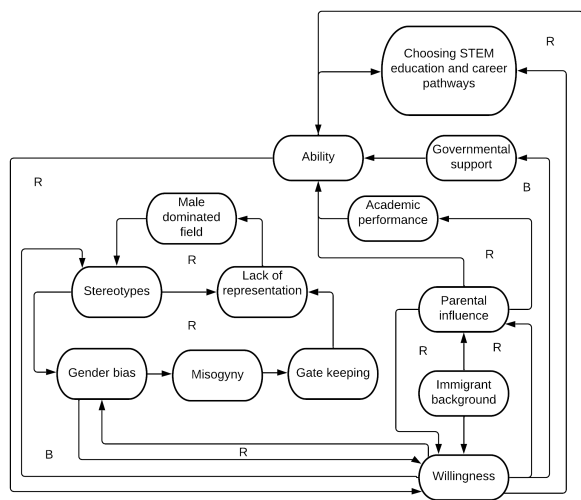 R
Choosing STEM
education and career
pathways
Ability
Governmental
support
R
B
Male
dominated
field
Academic
performance
R
R
Stereotypes
Lack of
representation
Parental
influence
R
R
R
Gender bias
Misogyny
Gate keeping
Immigrant
background
B
R
Willingness